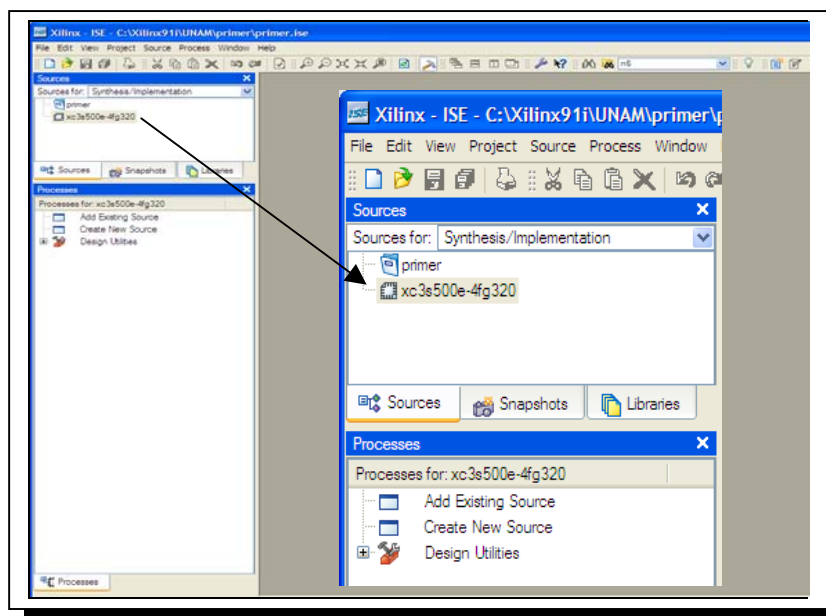 Xilinx - ISE - C:\Xilinx91i\UNAM\primer\primer.ise
File Edit View Project Source Process Window Help
nS
Sources
Sources for: Synthesis/Implementation
primer
xc3s500e-4fg320
Sources Snapshots Libraries
Processes
Processes for: xc3s500e-4fg320
Add Existing Source
Create New Source
Design Utilities
Processes
Xilinx - ISE - C:\Xilinx91i\UNAM\primer\p
File Edit View Project Source Process Window
Sources
Sources for: Synthesis/Implementation
primer
xc3s500e-4fg320
Sources Snapshots Libraries
Processes
Processes for: xc3s500e-4fg320
Add Existing Source
Create New Source
Design Utilities